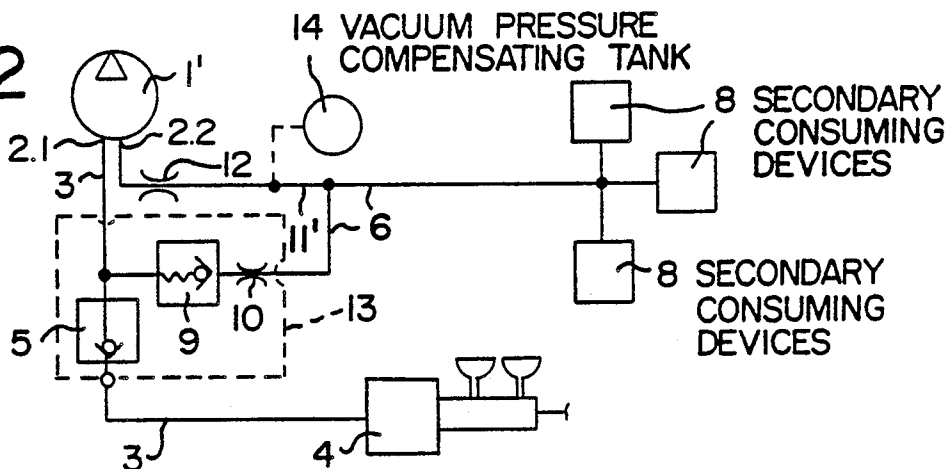 2
14 VACUUM PRESSURE
COMPENSATING TANK
1'
2.1
2.2
3
12
8 SECONDARY
CONSUMING
DEVICES
11'
6
5
9
10
13
8 SECONDARY
CONSUMING
DEVICES
3
4